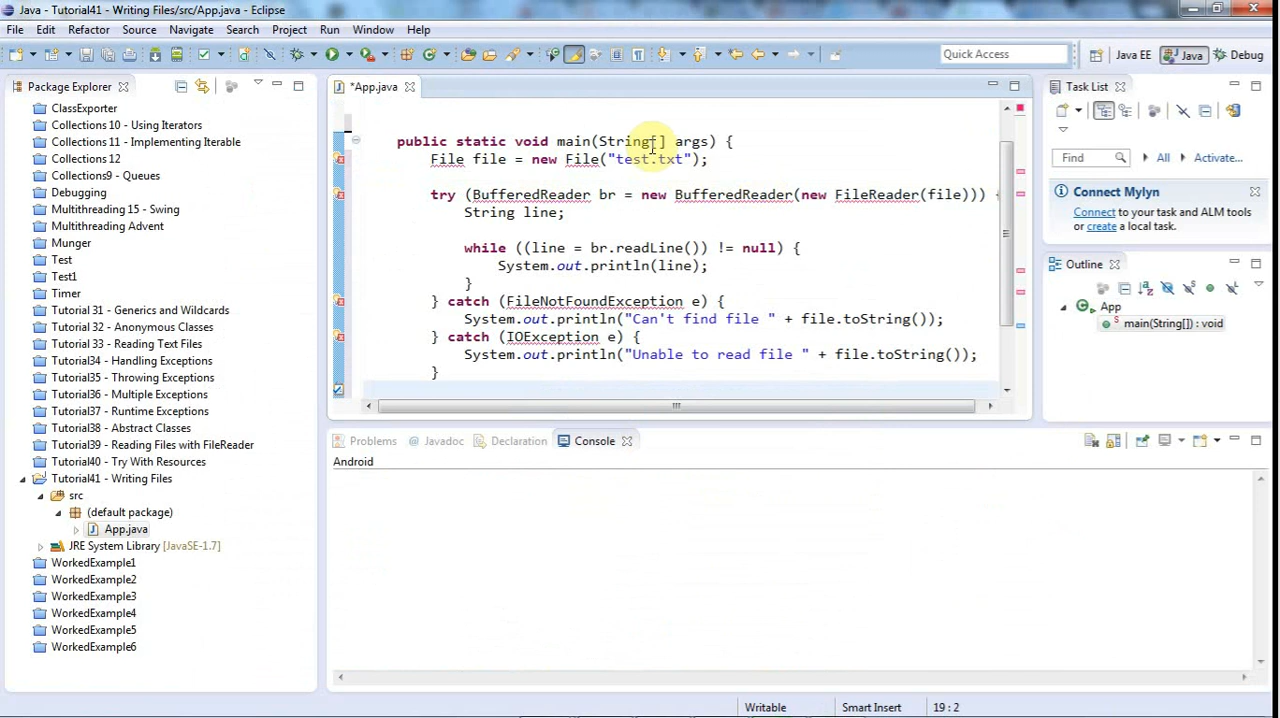 Java - Tutorial41 - Writing Files/src/App.java - Eclipse
File Edit Refactor Source Navigate Search Project Run Window Help
Quick Access
Java EE
Java
Debug
Package Explorer
ClassExporter
Collections 10 - Using Iterators
Collections 11 - Implementing Iterable
Collections 12
Collections9 - Queues
Debugging
Multithreading 15 - Swing
Multithreading Advent
Munger
Test
Test1
Timer
Tutorial 31 - Generics and Wildcards
Tutorial 32 - Anonymous Classes
Tutorial 33 - Reading Text Files
Tutorial34 - Handling Exceptions
Tutorial35 - Throwing Exceptions
Tutorial36 - Multiple Exceptions
Tutorial37 - Runtime Exceptions
Tutorial38 - Abstract Classes
Tutorial39 - Reading Files with FileReader
Tutorial40 - Try With Resources
Tutorial41 - Writing Files
src
(default package)
App.java
JRE System Library [JavaSE-1.7]
WorkedExample1
WorkedExample2
WorkedExample3
WorkedExample4
WorkedExample5
WorkedExample6
*App.java
public static void main(String[] args) {
File file = new File("test.txt");
try (BufferedReader br = new BufferedReader(new FileReader(file))) {
String line;
while ((line = br.readLine()) != null) {
System.out.println(line);
}
} catch (FileNotFoundException e) {
System.out.println("Can't find file " + file.toString());
} catch (IOException e) {
System.out.println("Unable to read file " + file.toString());
}
Problems
Javadoc
Declaration
Console
Android
Task List
Find
All
Activate...
Connect Mylyn
Connect to your task and ALM tools
or create a local task.
Outline
App
main(String[]) : void
Writable
Smart Insert
19 : 2